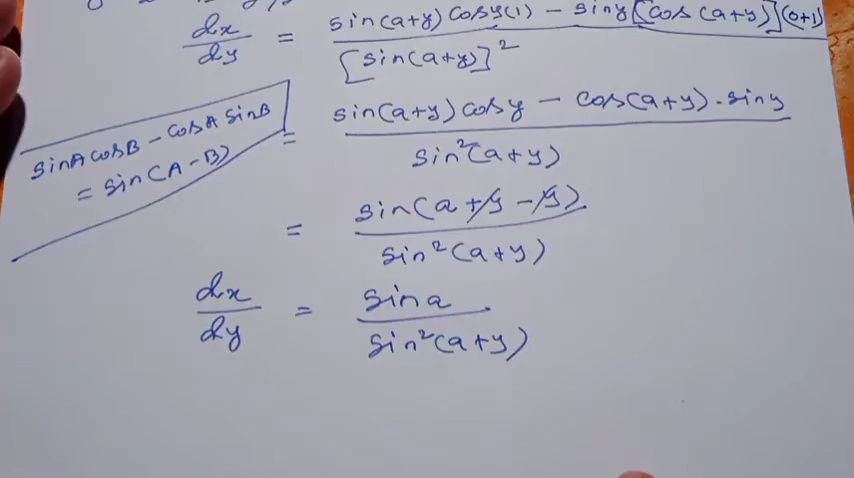 dx/dy = sin(a+y) cosy(1) - siny[cos(a+y)](0+1) / [sin(a+y)]²
= sin(a+y) cosy - cos(a+y).siny / sin²(a+y)
sinA cosB - cosA sinB
= sin(A-B)
= sin(a+y-y) / sin²(a+y)
dx/dy = sina / sin²(a+y)